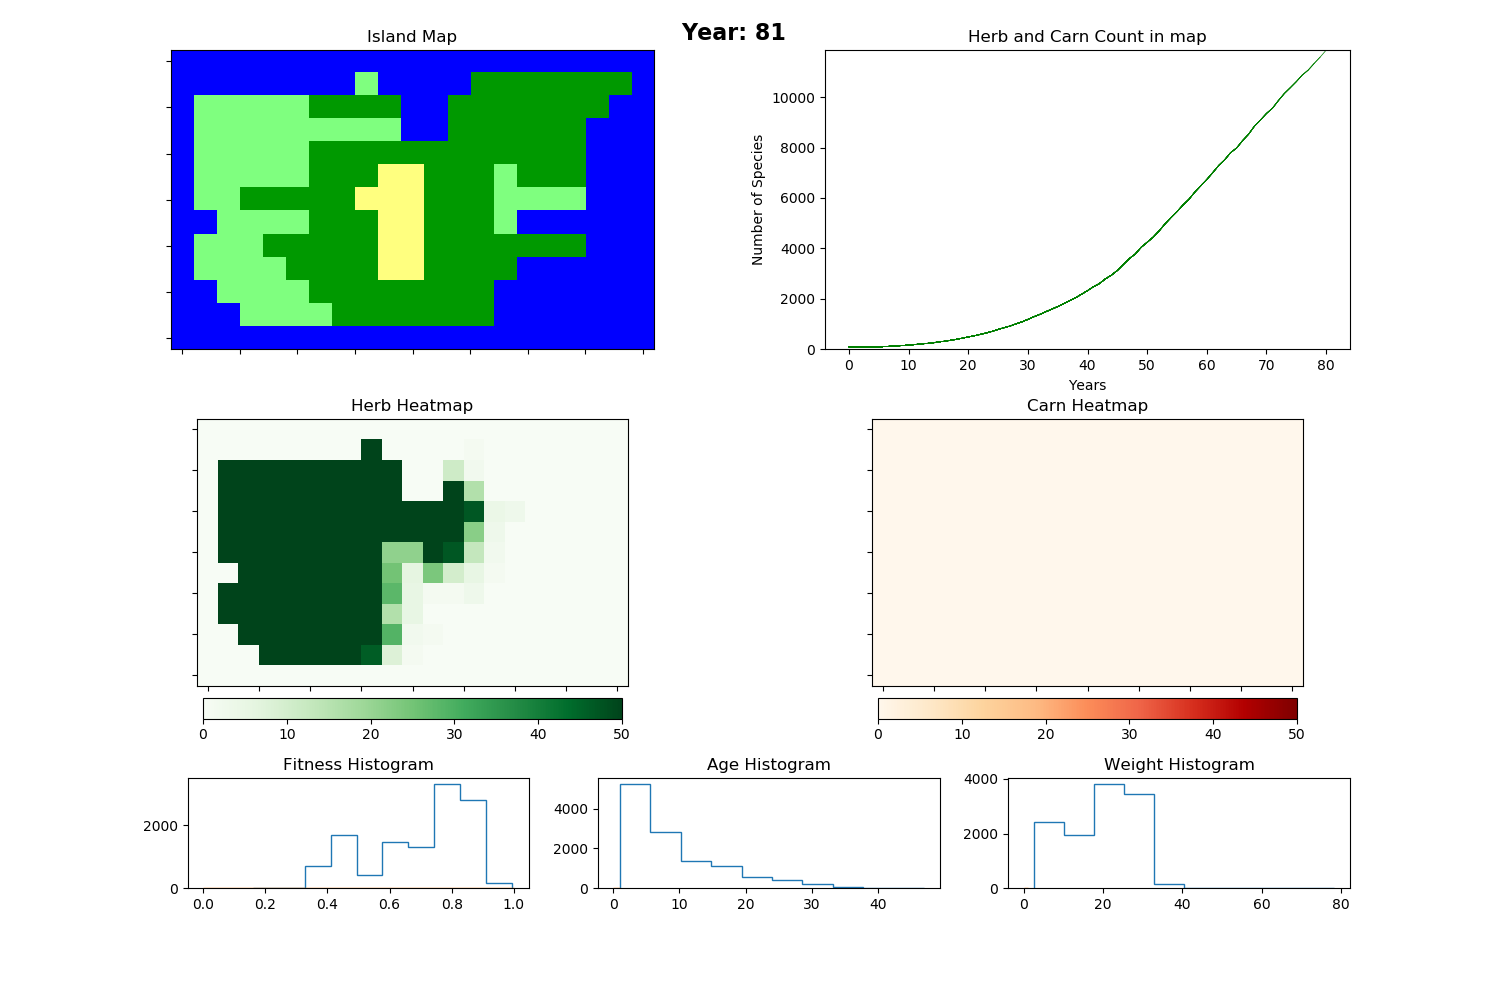 Year: 81
Island Map
Herb and Carn Count in map
Number of Species
10000
8000
6000
4000
2000
0
0 10 20 30 40 50 60 70 80
Years
Herb Heatmap
Carn Heatmap
0 10 20 30 40 50
0 10 20 30 40 50
Fitness Histogram
2000
0
0.0 0.2 0.4 0.6 0.8 1.0
Age Histogram
4000
2000
0
0 10 20 30 40
Weight Histogram
4000
2000
0
0 20 40 60 80